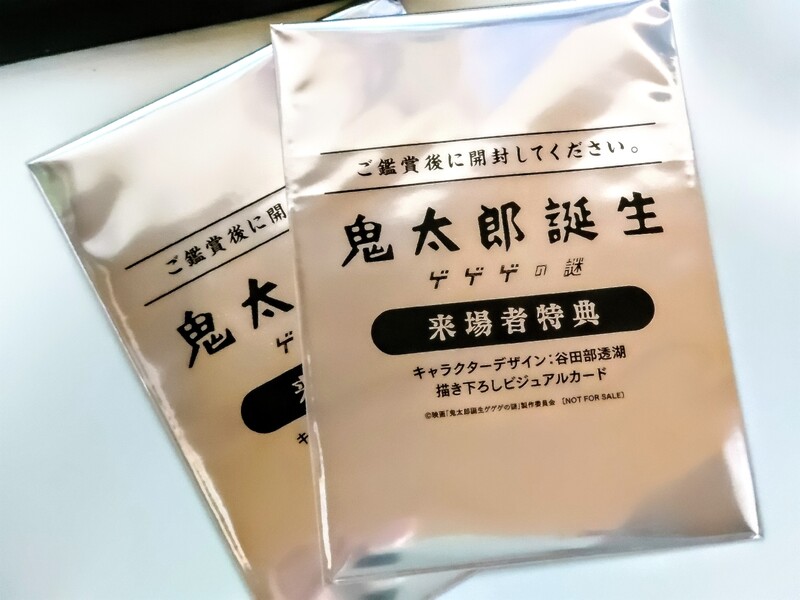 ご鑑賞後に開封してください。
鬼太郎誕生
ゲゲゲの謎
来場者特典
キャラクターデザイン：谷田部透湖
描き下ろしビジュアルカード
©映画「鬼太郎誕生ゲゲゲの謎」製作委員会 [NOT FOR SALE]
ご鑑賞後に開
鬼太
ゲ
キ